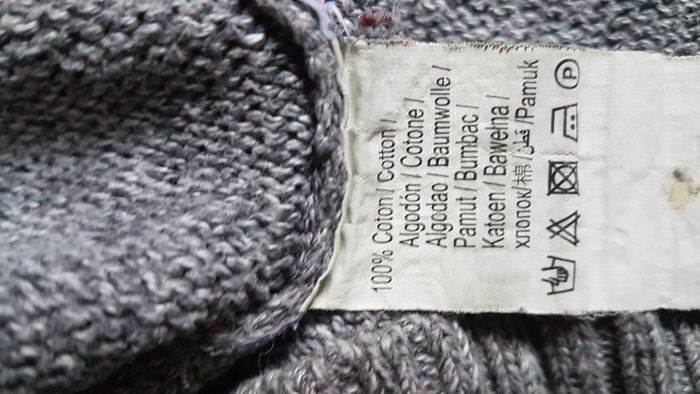 100% Coton / Cotton /
Algodón / Cotone /
Algodao / Baumwolle /
Pamut / Bumbac /
Katoen / Bawełna /
хлопок/棉 /قطن /Pamuk
P